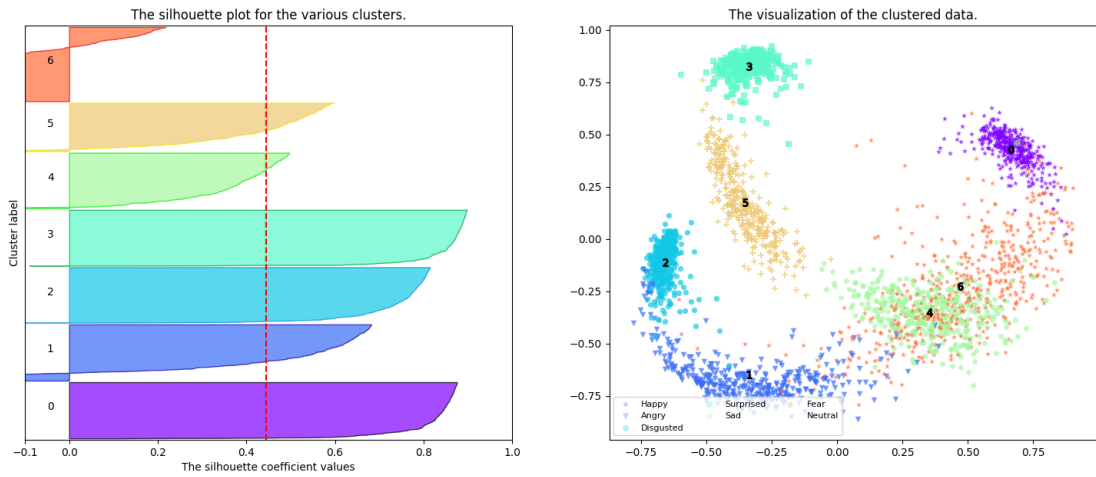 The silhouette plot for the various clusters.
Cluster label
6
5
4
3
2
1
0
−0.1 0.0 0.2 0.4 0.6 0.8 1.0
The silhouette coefficient values
The visualization of the clustered data.
1.00
0.75
0.50
0.25
0.00
−0.25
−0.50
−0.75
3
0
5
2
6
4
1
Happy Surprised Fear
Angry Sad Neutral
Disgusted
−0.75 −0.50 −0.25 0.00 0.25 0.50 0.75